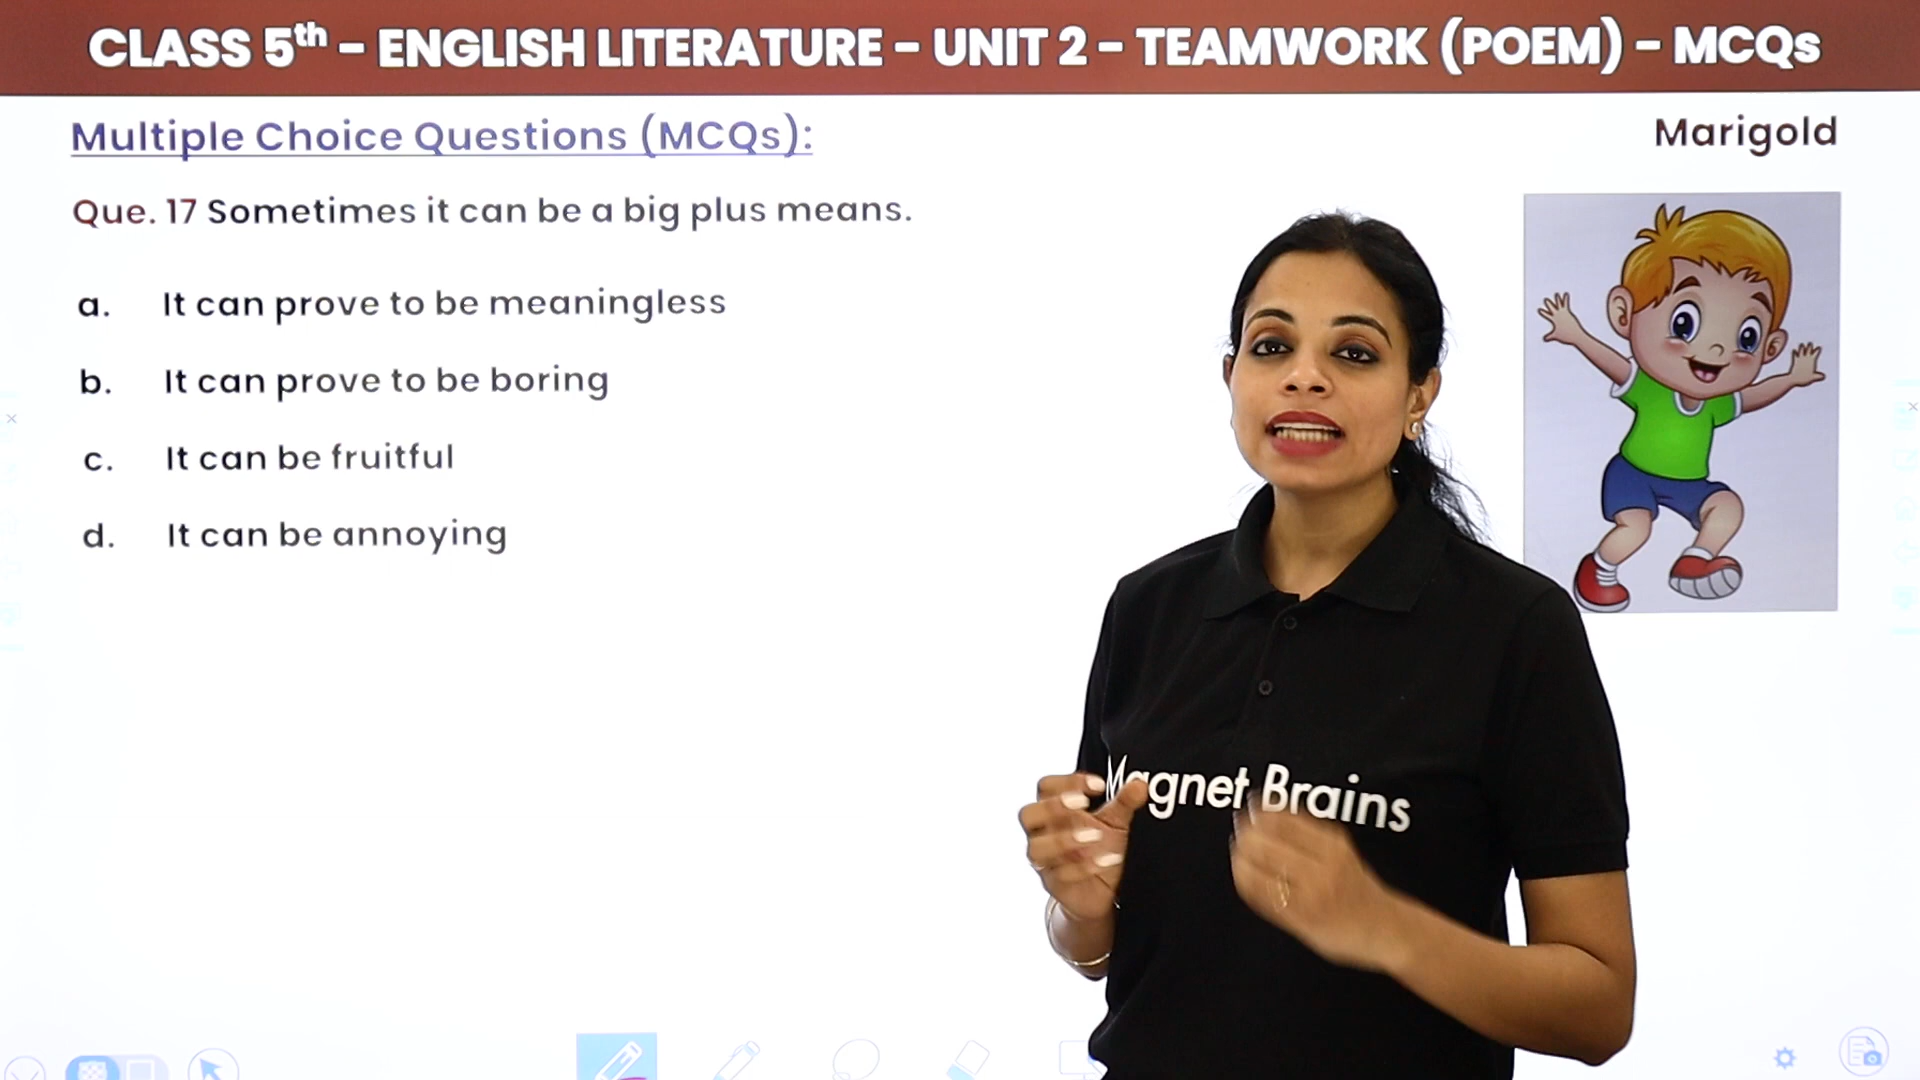 CLASS 5th – ENGLISH LITERATURE – UNIT 2 – TEAMWORK (POEM) – MCQs
Multiple Choice Questions (MCQs):
Marigold
Que. 17 Sometimes it can be a big plus means.
a. It can prove to be meaningless
b. It can prove to be boring
c. It can be fruitful
d. It can be annoying
Magnet Brains